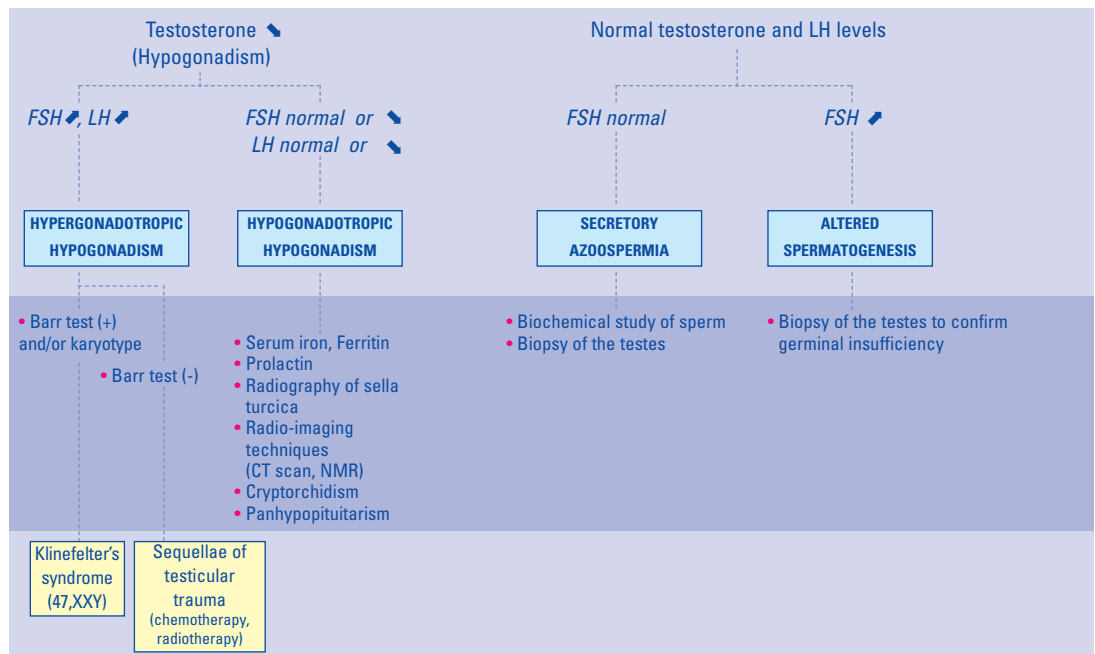 Testosterone ➘
(Hypogonadism)
Normal testosterone and LH levels
FSH ➚, LH ➚
FSH normal or ➘
LH normal or ➘
FSH normal
FSH ➚
HYPERGONADOTROPIC
HYPOGONADISM
HYPOGONADOTROPIC
HYPOGONADISM
SECRETORY
AZOOSPERMIA
ALTERED
SPERMATOGENESIS
• Barr test (+)
and/or karyotype
• Barr test (-)
• Serum iron, Ferritin
• Prolactin
• Radiography of sella
turcica
• Radio-imaging
techniques
(CT scan, NMR)
• Cryptorchidism
• Panhypopituitarism
• Biochemical study of sperm
• Biopsy of the testes
• Biopsy of the testes to confirm
germinal insufficiency
Klinefelter's
syndrome
(47,XXY)
Sequellae of
testicular
trauma
(chemotherapy,
radiotherapy)